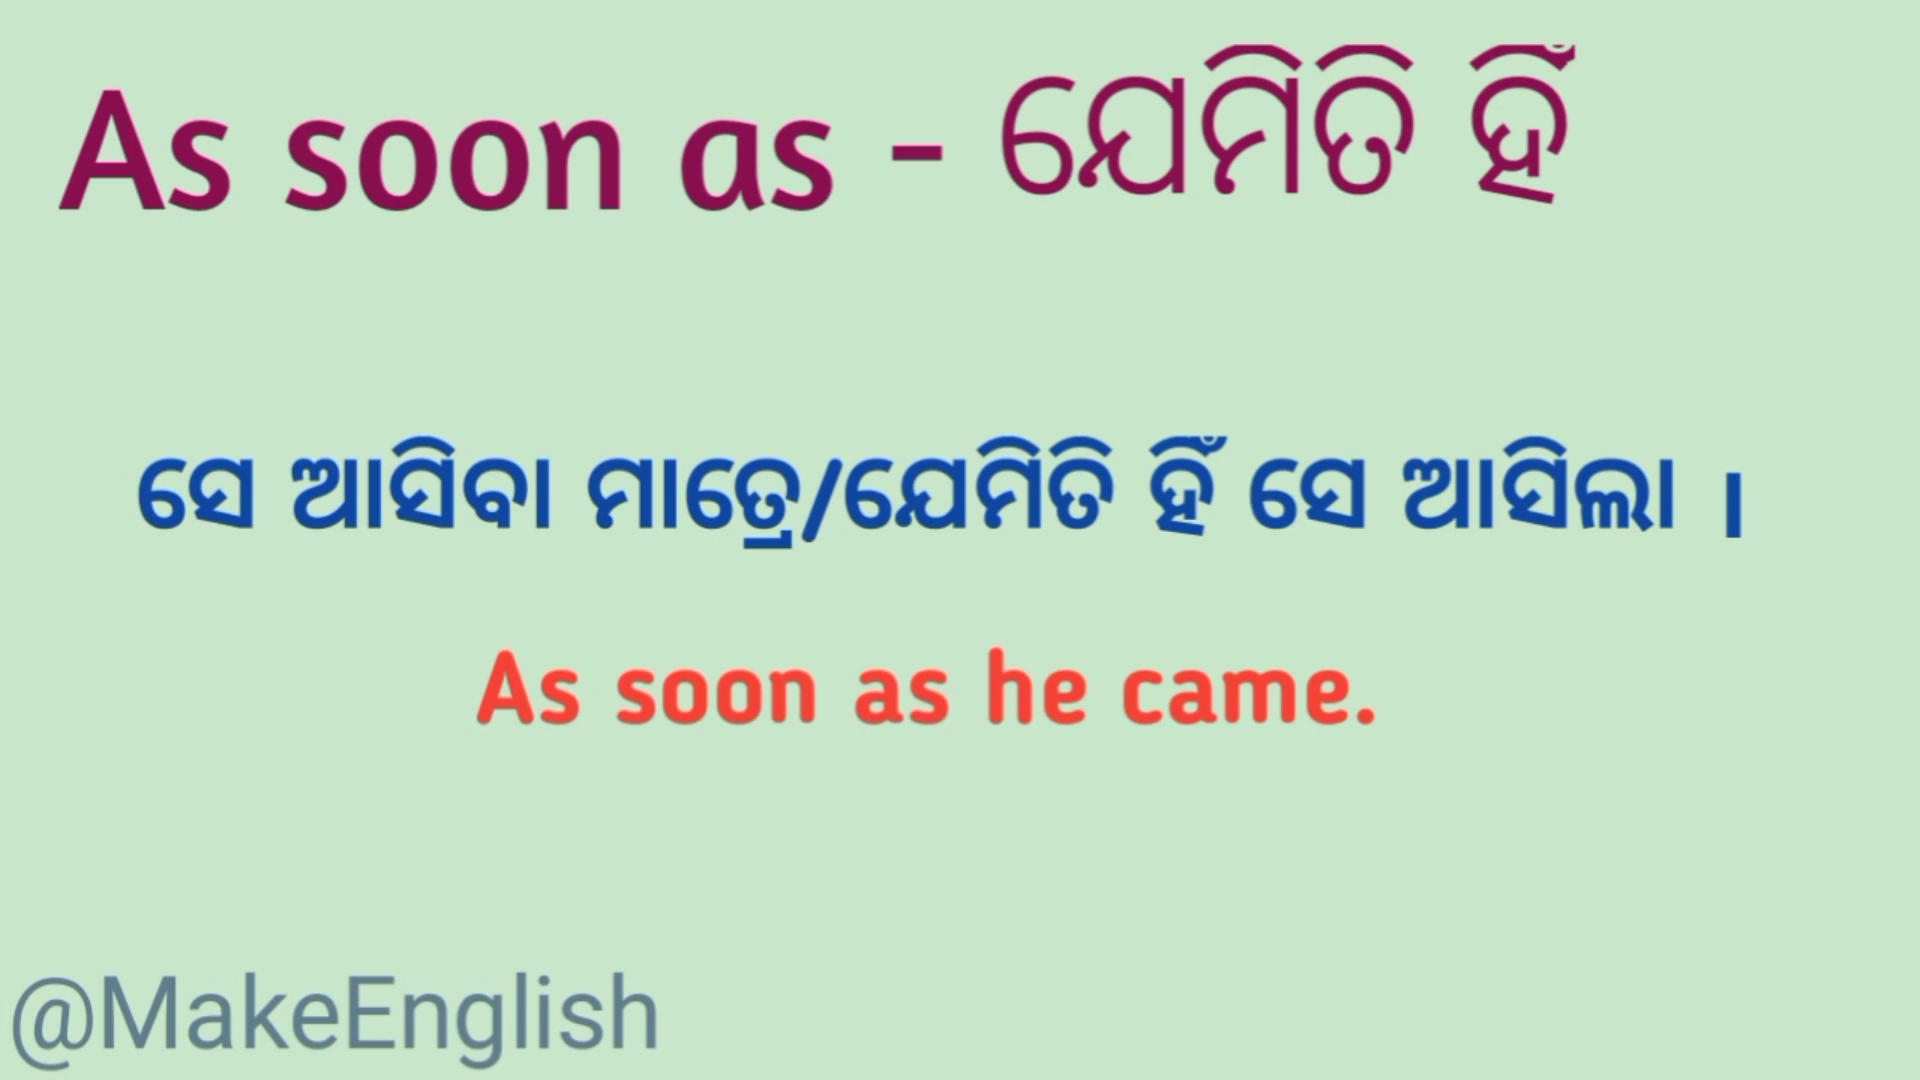 As soon as - ଯେମିତି ହିଁ
ସେ ଆସିବା ମାତ୍ରେ/ଯେମିତି ହିଁ ସେ ଆସିଲା ।
As soon as he came.
@MakeEnglish